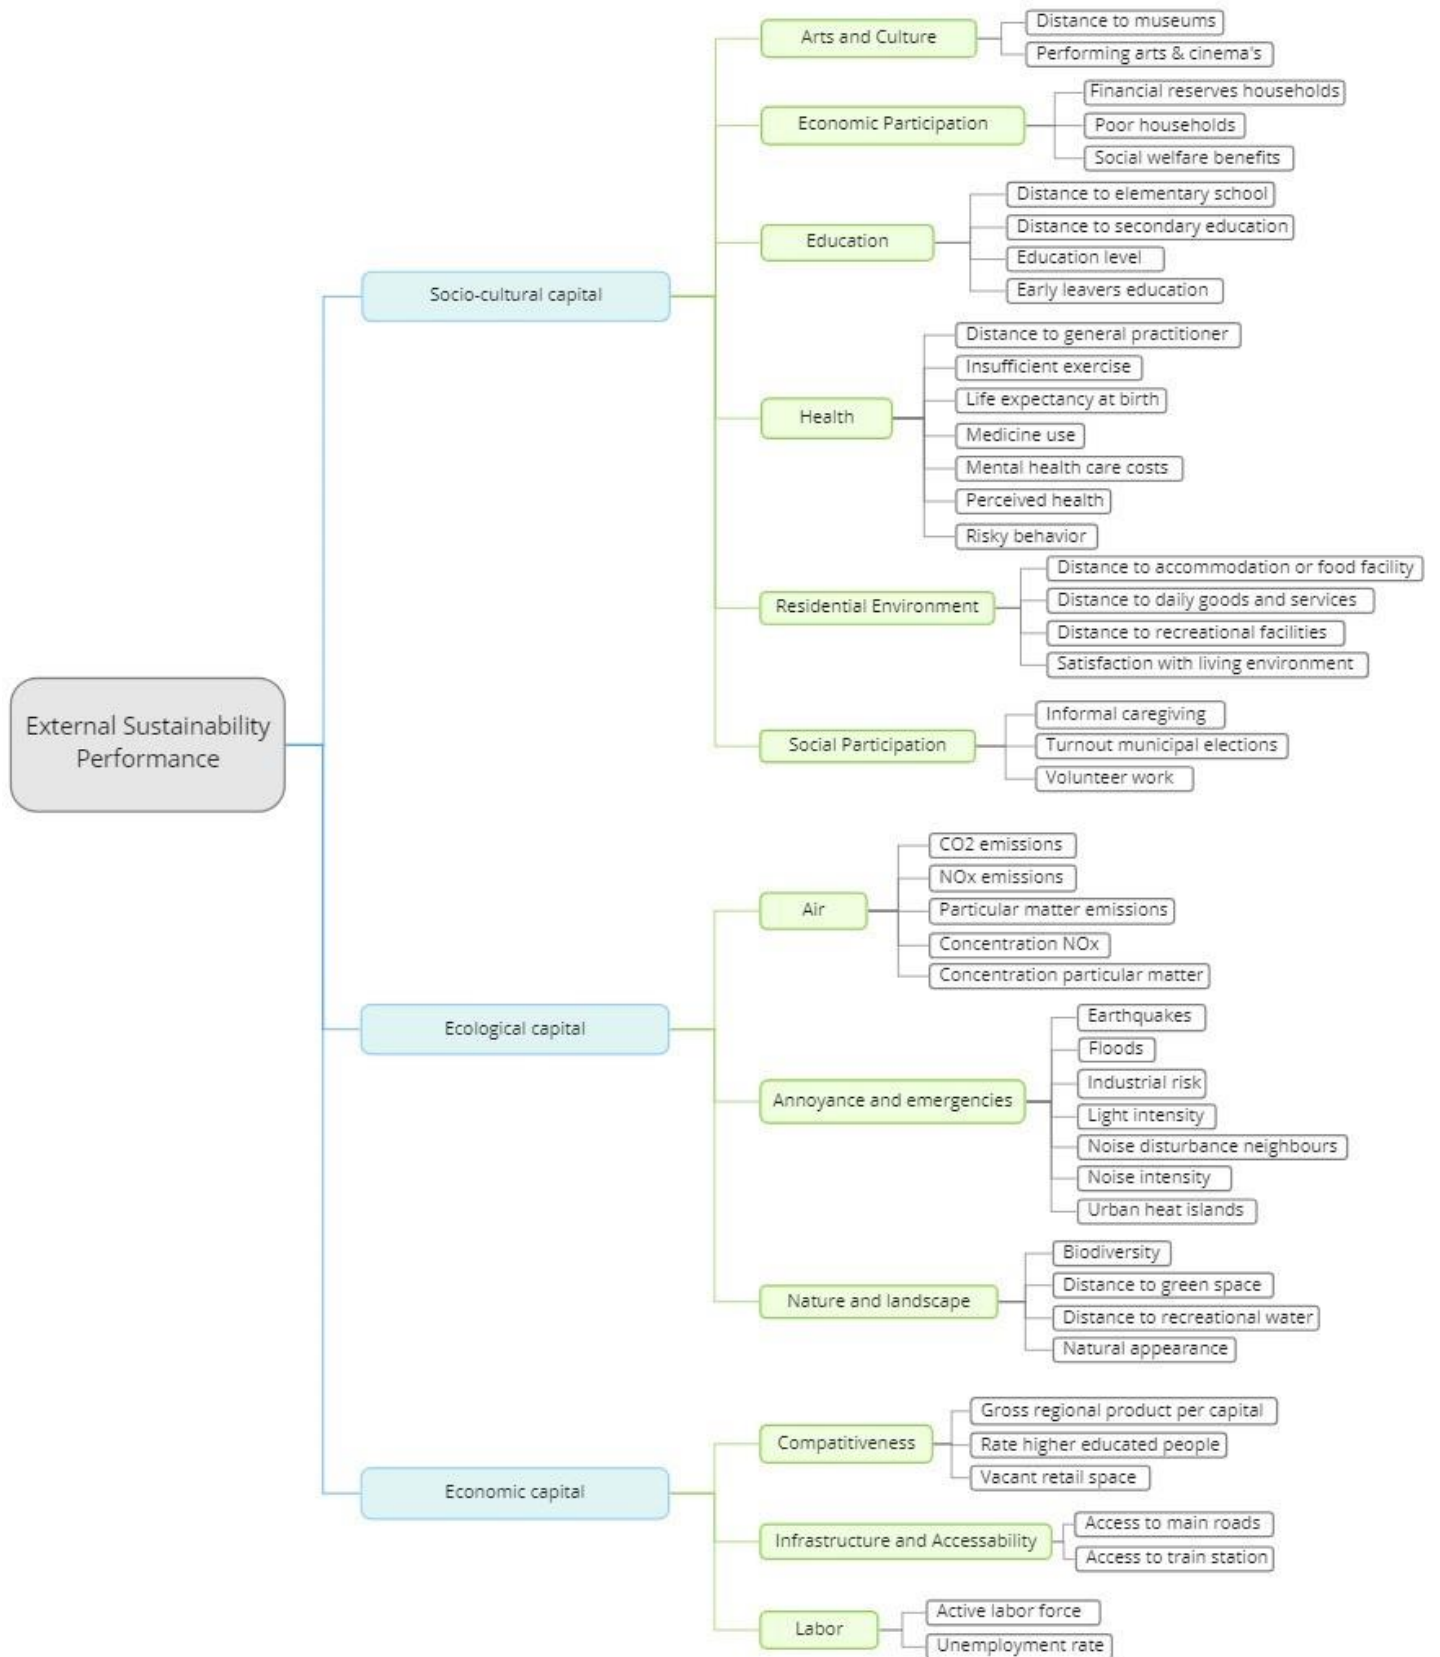 External Sustainability
Performance
Socio-cultural capital
Arts and Culture
Distance to museums
Performing arts & cinema's
Economic Participation
Financial reserves households
Poor households
Social welfare benefits
Education
Distance to elementary school
Distance to secondary education
Education level
Early leavers education
Health
Distance to general practitioner
Insufficient exercise
Life expectancy at birth
Medicine use
Mental health care costs
Perceived health
Risky behavior
Residential Environment
Distance to accommodation or food facility
Distance to daily goods and services
Distance to recreational facilities
Satisfaction with living environment
Social Participation
Informal caregiving
Turnout municipal elections
Volunteer work
Ecological capital
Air
CO2 emissions
NOx emissions
Particular matter emissions
Concentration NOx
Concentration particular matter
Annoyance and emergencies
Earthquakes
Floods
Industrial risk
Light intensity
Noise disturbance neighbours
Noise intensity
Urban heat islands
Nature and landscape
Biodiversity
Distance to green space
Distance to recreational water
Natural appearance
Economic capital
Compatitiveness
Gross regional product per capital
Rate higher educated people
Vacant retail space
Infrastructure and Accessability
Access to main roads
Access to train station
Labor
Active labor force
Unemployment rate